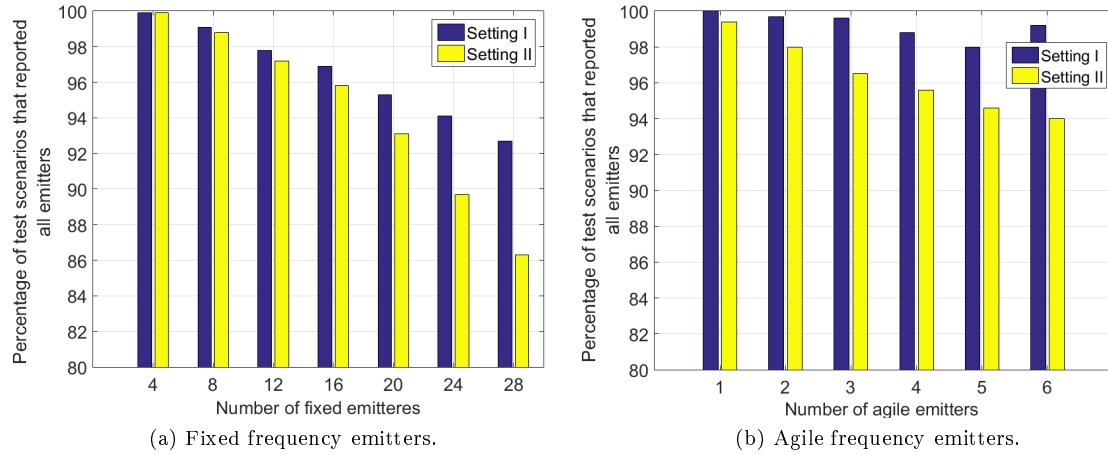 Percentage of test scenarios that reported
all emitters
100
98
96
94
92
90
88
86
84
82
80
Setting I
Setting II
4 8 12 16 20 24 28
Number of fixed emitteres
(a) Fixed frequency emitters.
Percentage of test scenarios that reported
all emitters
100
98
96
94
92
90
88
86
84
82
80
Setting I
Setting II
1 2 3 4 5 6
Number of agile emitters
(b) Agile frequency emitters.